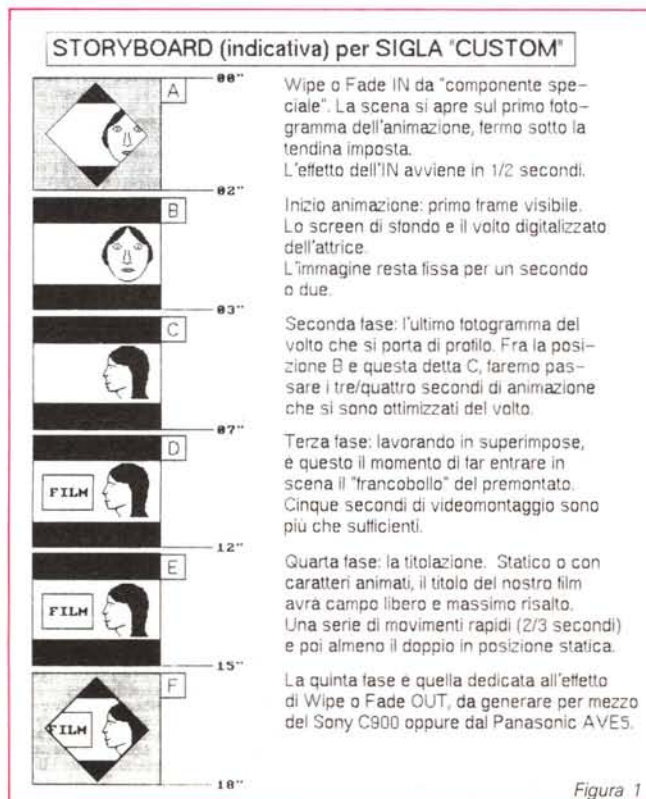 STORYBOARD (indicativa) per SIGLA "CUSTOM"
A
00"
Wipe o Fade IN da "componente spe-
ciale". La scena si apre sul primo foto-
gramma dell'animazione, fermo sotto la
tendina imposta.
L'effetto dell'IN avviene in 1/2 secondi.
02"
B
Inizio animazione: primo frame visibile.
Lo screen di sfondo e il volto digitalizzato
dell'attrice.
L'immagine resta fissa per un secondo
o due.
03"
C
Seconda fase: l'ultimo fotogramma del
volto che si porta di profilo. Fra la posi-
zione B e questa detta C, faremo pas-
sare i tre/quattro secondi di animazione
che si sono ottimizzati del volto.
07"
D
FILM
Terza fase: lavorando in superimpose,
è questo il momento di far entrare in
scena il "francobollo" del premontato.
Cinque secondi di videomontaggio sono
più che sufficienti.
12"
E
FILM
Quarta fase: la titolazione. Statico o con
caratteri animati, il titolo del nostro film
avrà campo libero e massimo risalto.
Una serie di movimenti rapidi (2/3 secondi)
e poi almeno il doppio in posizione statica.
15"
F
FILM
La quinta fase è quella dedicata all'effetto
di Wipe o Fade OUT, da generare per mezzo
del Sony C900 oppure dal Panasonic AVE5.
18"
Figura 1